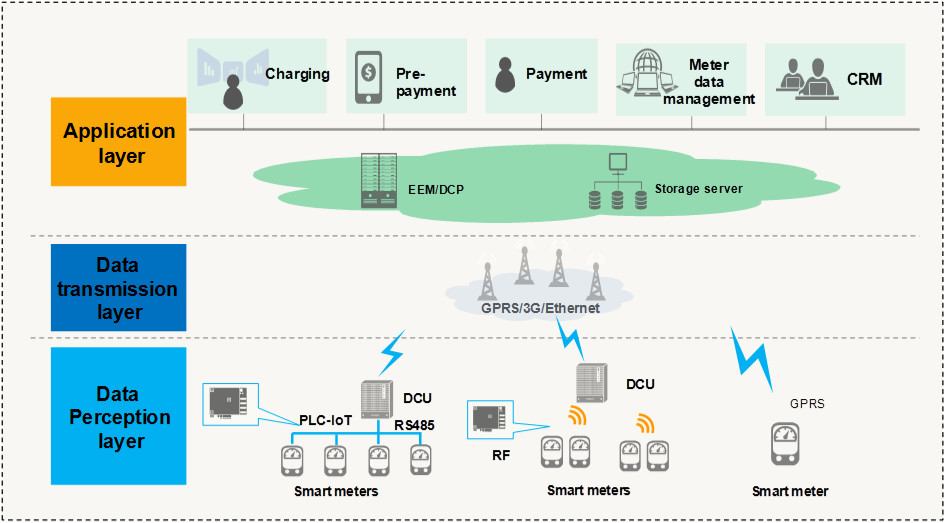 Charging
Pre-
payment
Payment
Meter
data
management
CRM
Application
layer
EEM/DCP
Storage server
Data
transmission
layer
GPRS/3G/Ethernet
Data
Perception
layer
DCU
PLC-IoT
RS485
Smart meters
DCU
RF
Smart meters
GPRS
Smart meter